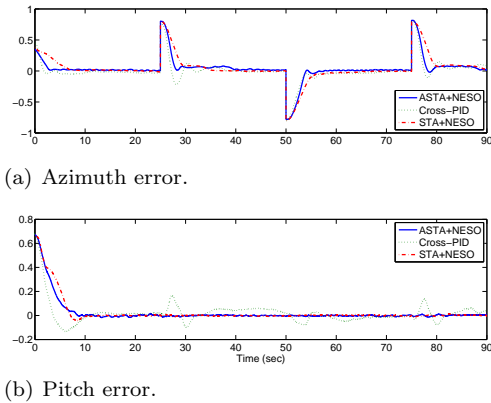 1
0.5
0
−0.5
−1
0 10 20 30 40 50 60 70 80 90
ASTA+NESO
Cross−PID
STA+NESO
(a) Azimuth error.
0.8
0.6
0.4
0.2
0
−0.2
0 10 20 30 40 50 60 70 80 90
Time (sec)
ASTA+NESO
Cross−PID
STA+NESO
(b) Pitch error.